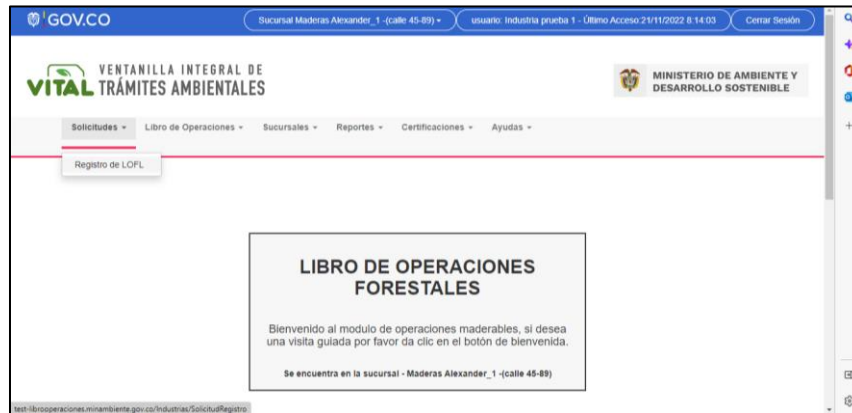 GOV.CO
Sucursal Maderas Alexander_1 -(calle 45-89)
usuario: Industria prueba 1 - Último Acceso:21/11/2022 8:14:03
Cerrar Sesión
VENTANILLA INTEGRAL DE
VITAL TRÁMITES AMBIENTALES
MINISTERIO DE AMBIENTE Y
DESARROLLO SOSTENIBLE
Solicitudes
Libro de Operaciones
Sucursales
Reportes
Certificaciones
Ayudas
Registro de LOFL
LIBRO DE OPERACIONES
FORESTALES
Bienvenido al modulo de operaciones maderables, si desea
una visita guiada por favor da clic en el botón de bienvenida.
Se encuentra en la sucursal - Maderas Alexander_1 -(calle 45-89)
test-librooperaciones.minambiente.gov.co/Industrias/SolicitudRegistro